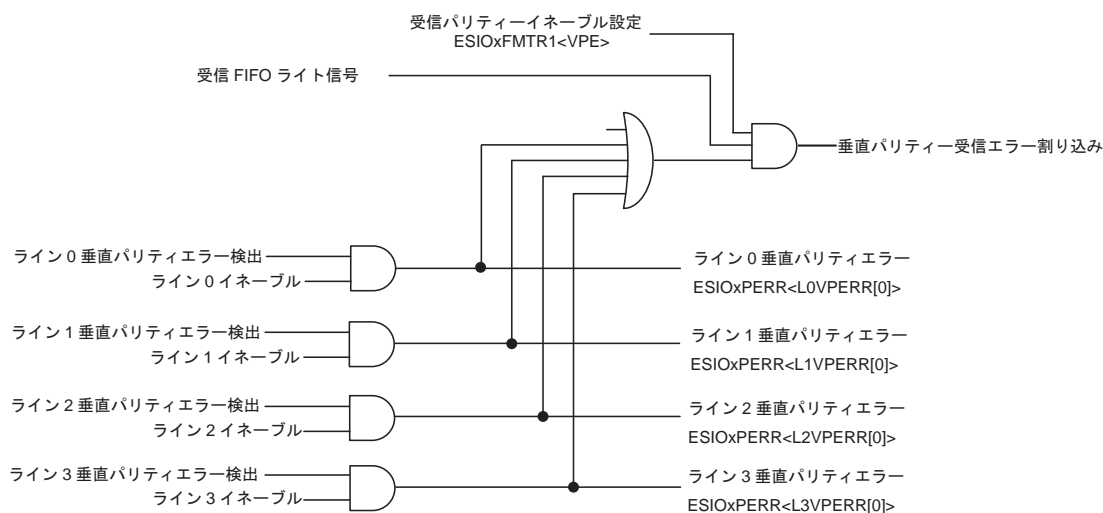 受信パリティーイネーブル設定
ESIOxFMTR1<VPE>
受信 FIFO ライト信号
垂直パリティー受信エラー割り込み
ライン 0 垂直パリティエラー検出
ライン 0 イネーブル
ライン 0 垂直パリティエラー
ESIOxPERR<L0VPERR[0]>
ライン 1 垂直パリティエラー検出
ライン 1 イネーブル
ライン 1 垂直パリティエラー
ESIOxPERR<L1VPERR[0]>
ライン 2 垂直パリティエラー検出
ライン 2 イネーブル
ライン 2 垂直パリティエラー
ESIOxPERR<L2VPERR[0]>
ライン 3 垂直パリティエラー検出
ライン 3 イネーブル
ライン 3 垂直パリティエラー
ESIOxPERR<L3VPERR[0]>